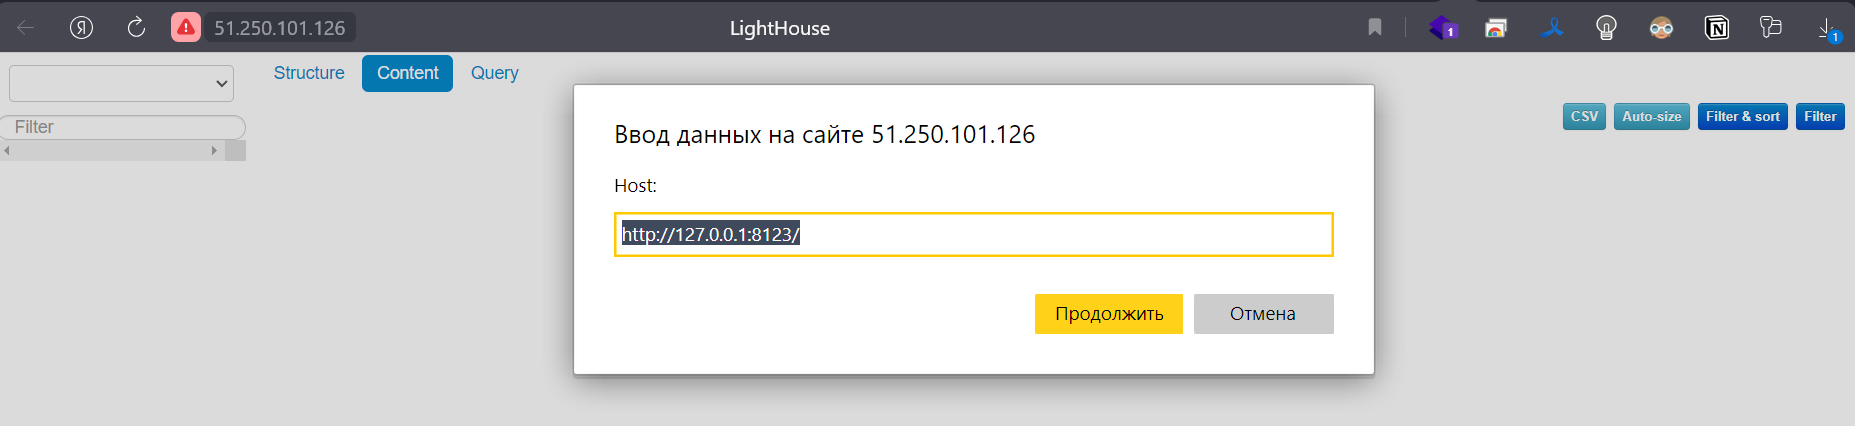 51.250.101.126
LightHouse
1
1
Structure
Content
Query
Filter
CSV
Auto-size
Filter & sort
Filter
Ввод данных на сайте 51.250.101.126
Host:
http://127.0.0.1:8123/
Продолжить
Отмена